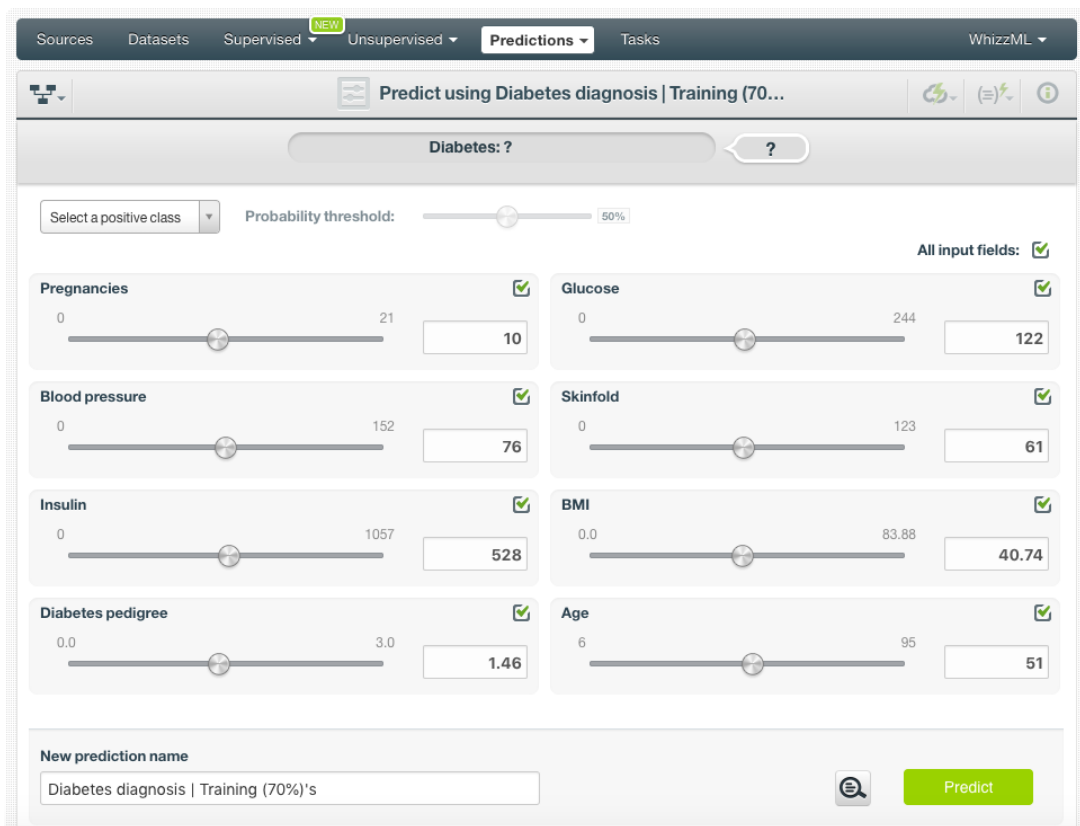 NEW
Sources Datasets Supervised Unsupervised Predictions Tasks WhizzML
Predict using Diabetes diagnosis | Training (70...
Diabetes: ? ?
Select a positive class Probability threshold: 50%
All input fields:
Pregnancies
0 21
10
Glucose
0 244
122
Blood pressure
0 152
76
Skinfold
0 123
61
Insulin
0 1057
528
BMI
0.0 83.88
40.74
Diabetes pedigree
0.0 3.0
1.46
Age
6 95
51
New prediction name
Diabetes diagnosis | Training (70%)'s
Predict